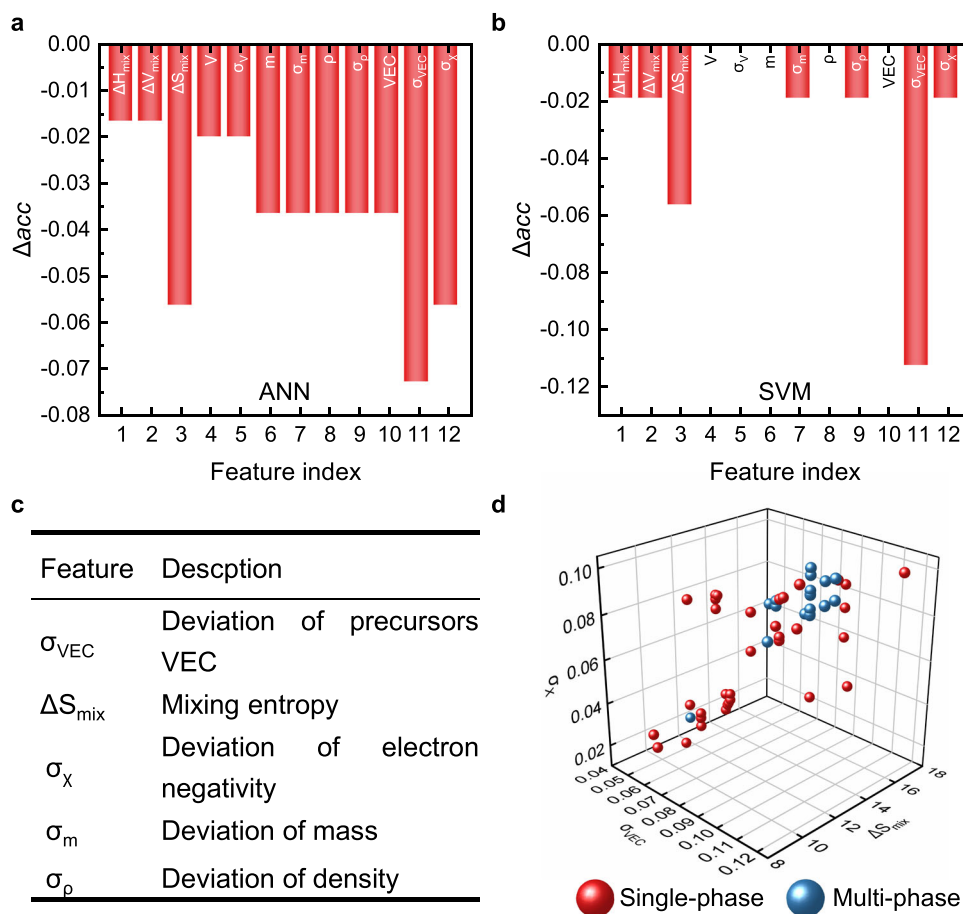 a
0.00
-0.01
-0.02
-0.03
-0.04
-0.05
-0.06
-0.07
-0.08
Δacc
ΔHmix
ΔVmix
ΔSmix
V
σV
m
σm
ρ
σρ
VEC
σVEC
σχ
ANN
1 2 3 4 5 6 7 8 9 10 11 12
Feature index
b
0.00
-0.02
-0.04
-0.06
-0.08
-0.10
-0.12
Δacc
ΔHmix
ΔVmix
ΔSmix
V
σV
m
σm
ρ
σρ
VEC
σVEC
σχ
SVM
1 2 3 4 5 6 7 8 9 10 11 12
Feature index
c
Feature Descption
σVEC Deviation of precursors
VEC
ΔSmix Mixing entropy
σχ Deviation of electron
negativity
σm Deviation of mass
σρ Deviation of density
d
0.10
0.08
0.06
0.04
0.02
σχ
0.04
0.05
0.06
0.07
0.08
0.09
0.10
0.11
0.12
σVEC
8
10
12
14
16
18
ΔSmix
Single-phase Multi-phase